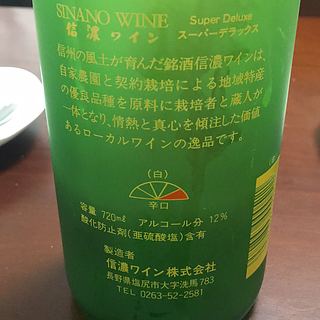 SINANO WINE Super Deluxe
信濃ワイン スーパーデラックス
信州の風土が育んだ銘酒信濃ワインは、
自家農園と契約栽培による地域特産
の優良品種を原料に栽培者と蔵人が
一体となり、情熱と真心を傾注した価値
あるローカルワインの逸品です。
(白)
辛口
容量 720ml アルコール分 12%
酸化防止剤(亜硫酸塩)含有
製造者
信濃ワイン株式会社
長野県塩尻市大字洗馬783
TEL 0263-52-2581